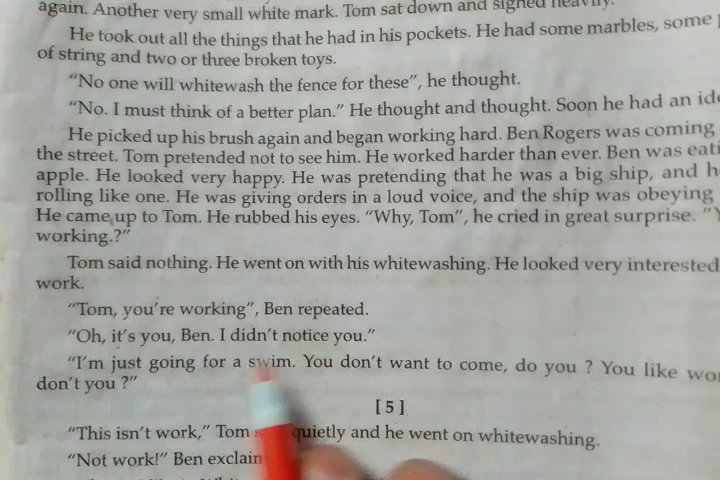 again. Another very small white mark. Tom sat down and sighed heavily.
He took out all the things that he had in his pockets. He had some marbles, some
of string and two or three broken toys.
"No one will whitewash the fence for these", he thought.
"No. I must think of a better plan." He thought and thought. Soon he had an
He picked up his brush again and began working hard. Ben Rogers was coming
the street. Tom pretended not to see him. He worked harder than ever. Ben was
apple. He looked very happy. He was pretending that he was a big ship, and
rolling like one. He was giving orders in a loud voice, and the ship was obeying
He came up to Tom. He rubbed his eyes. "Why, Tom", he cried in great surprise.
working.?"
Tom said nothing. He went on with his whitewashing. He looked very interested
work.
"Tom, you're working", Ben repeated.
"Oh, it's you, Ben. I didn't notice you."
"I'm just going for a swim. You don't want to come, do you ? You like
don't you ?"
[ 5 ]
"This isn't work," Tom quietly and he went on whitewashing.
"Not work!" Ben